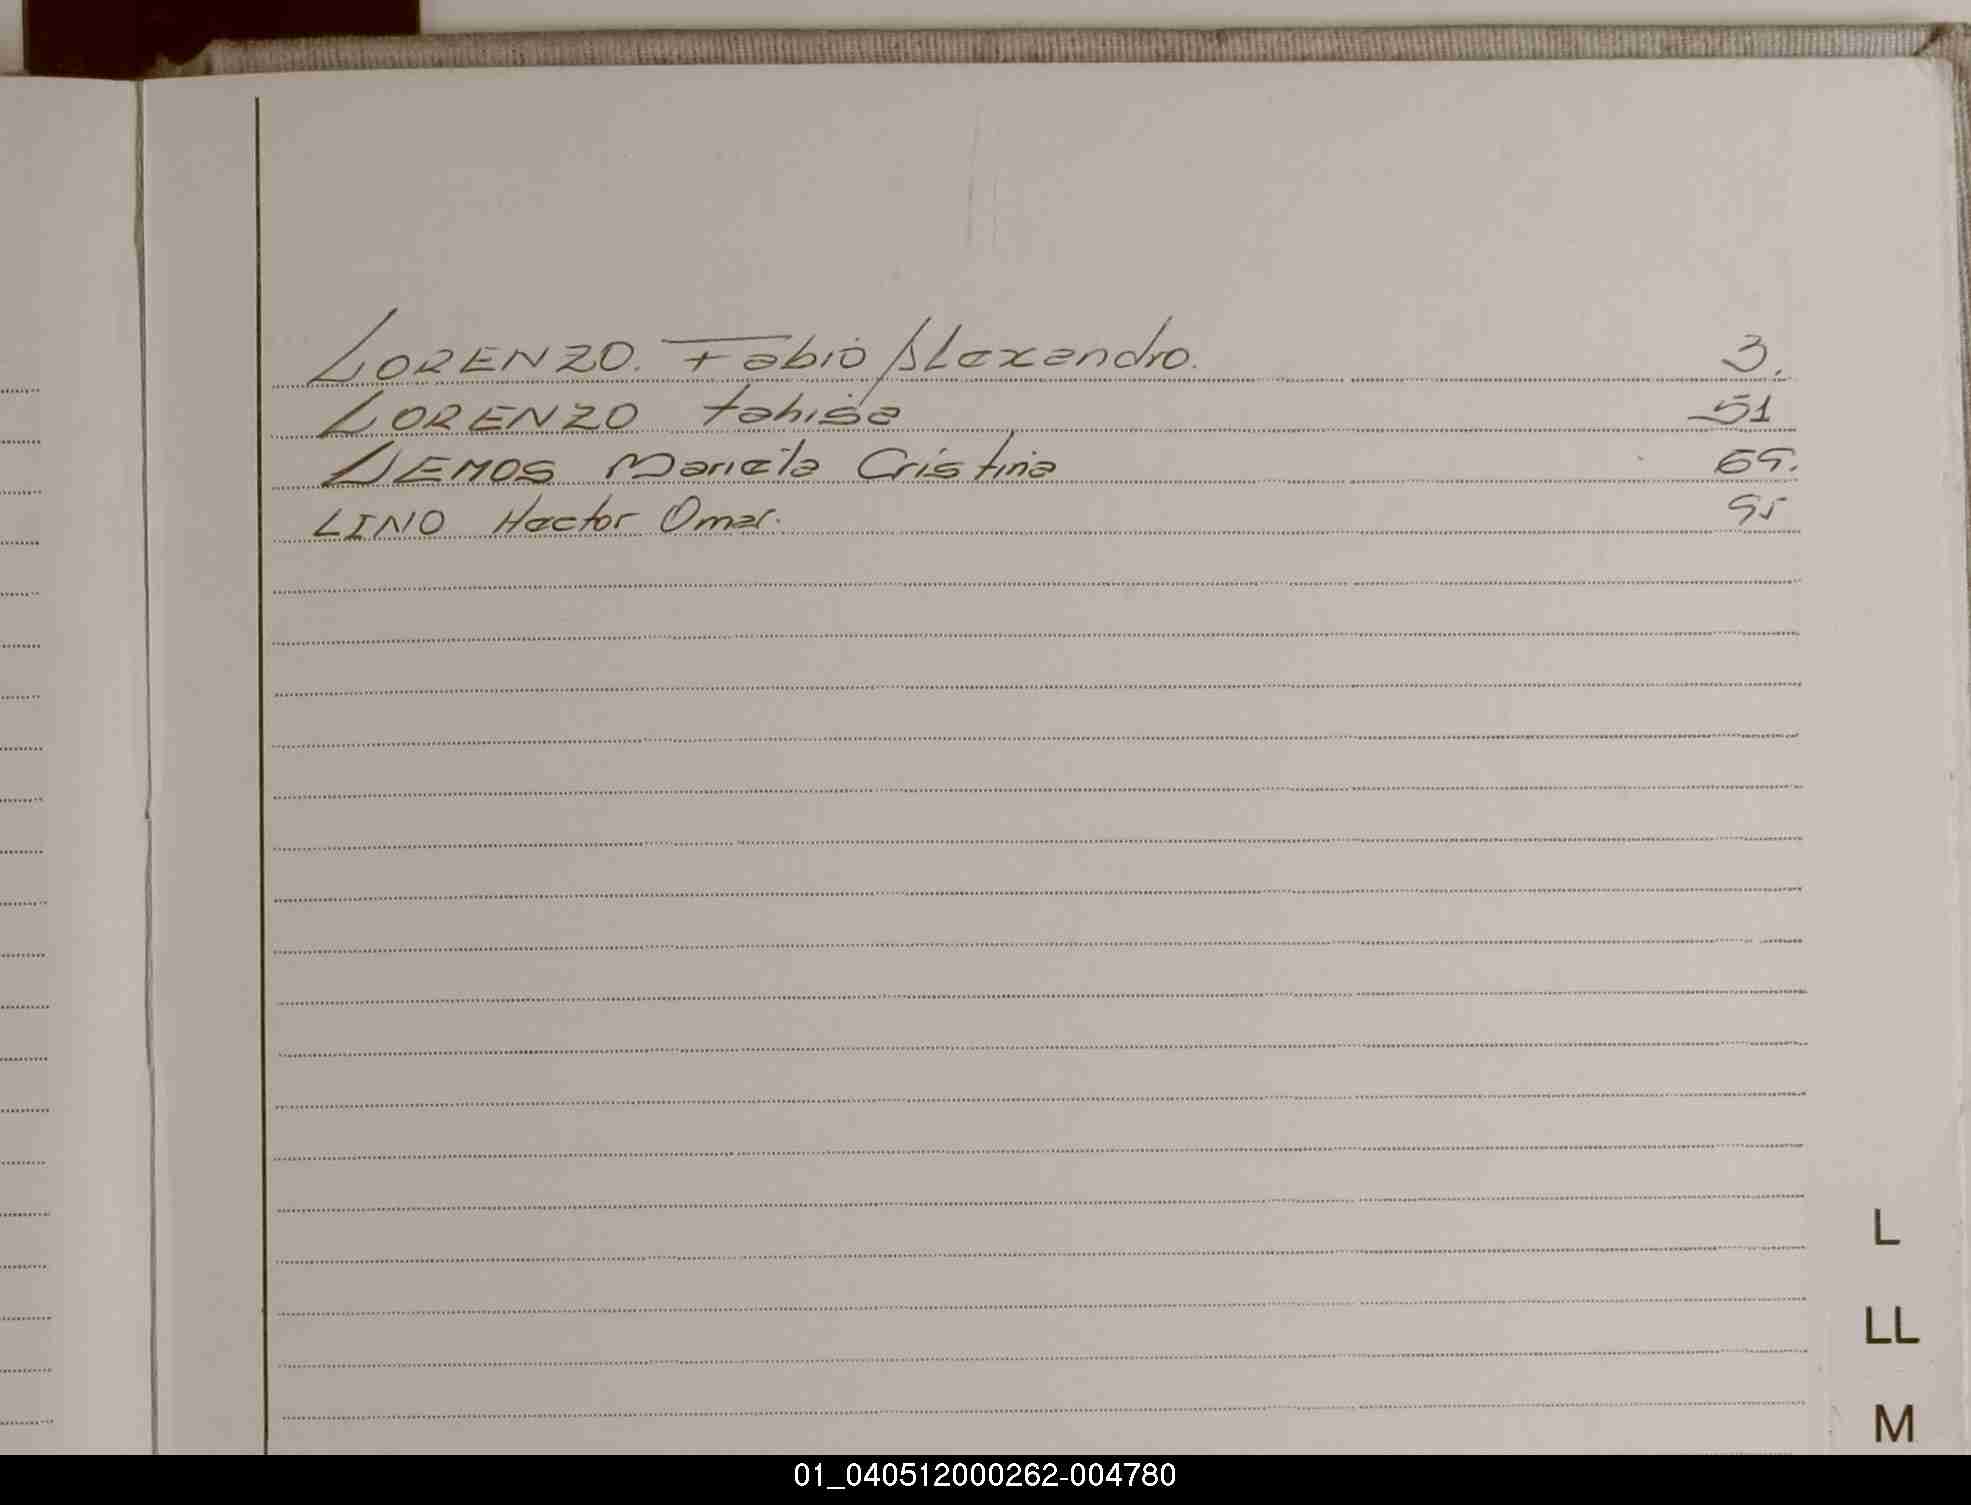 LORENZO. Fabio Alexandro. 3.
LORENZO tahisa 51
LEMOS Mariela Cristina 69.
LINO Hector Omar. 95
L
LL
M
01_040512000262-004780